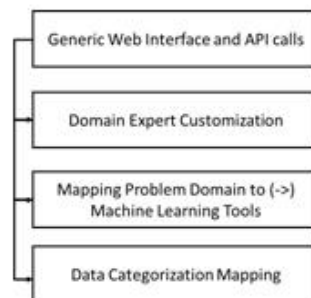 Generic Web Interface and API calls
Domain Expert Customization
Mapping Problem Domain to (->)
Machine Learning Tools
Data Categorization Mapping